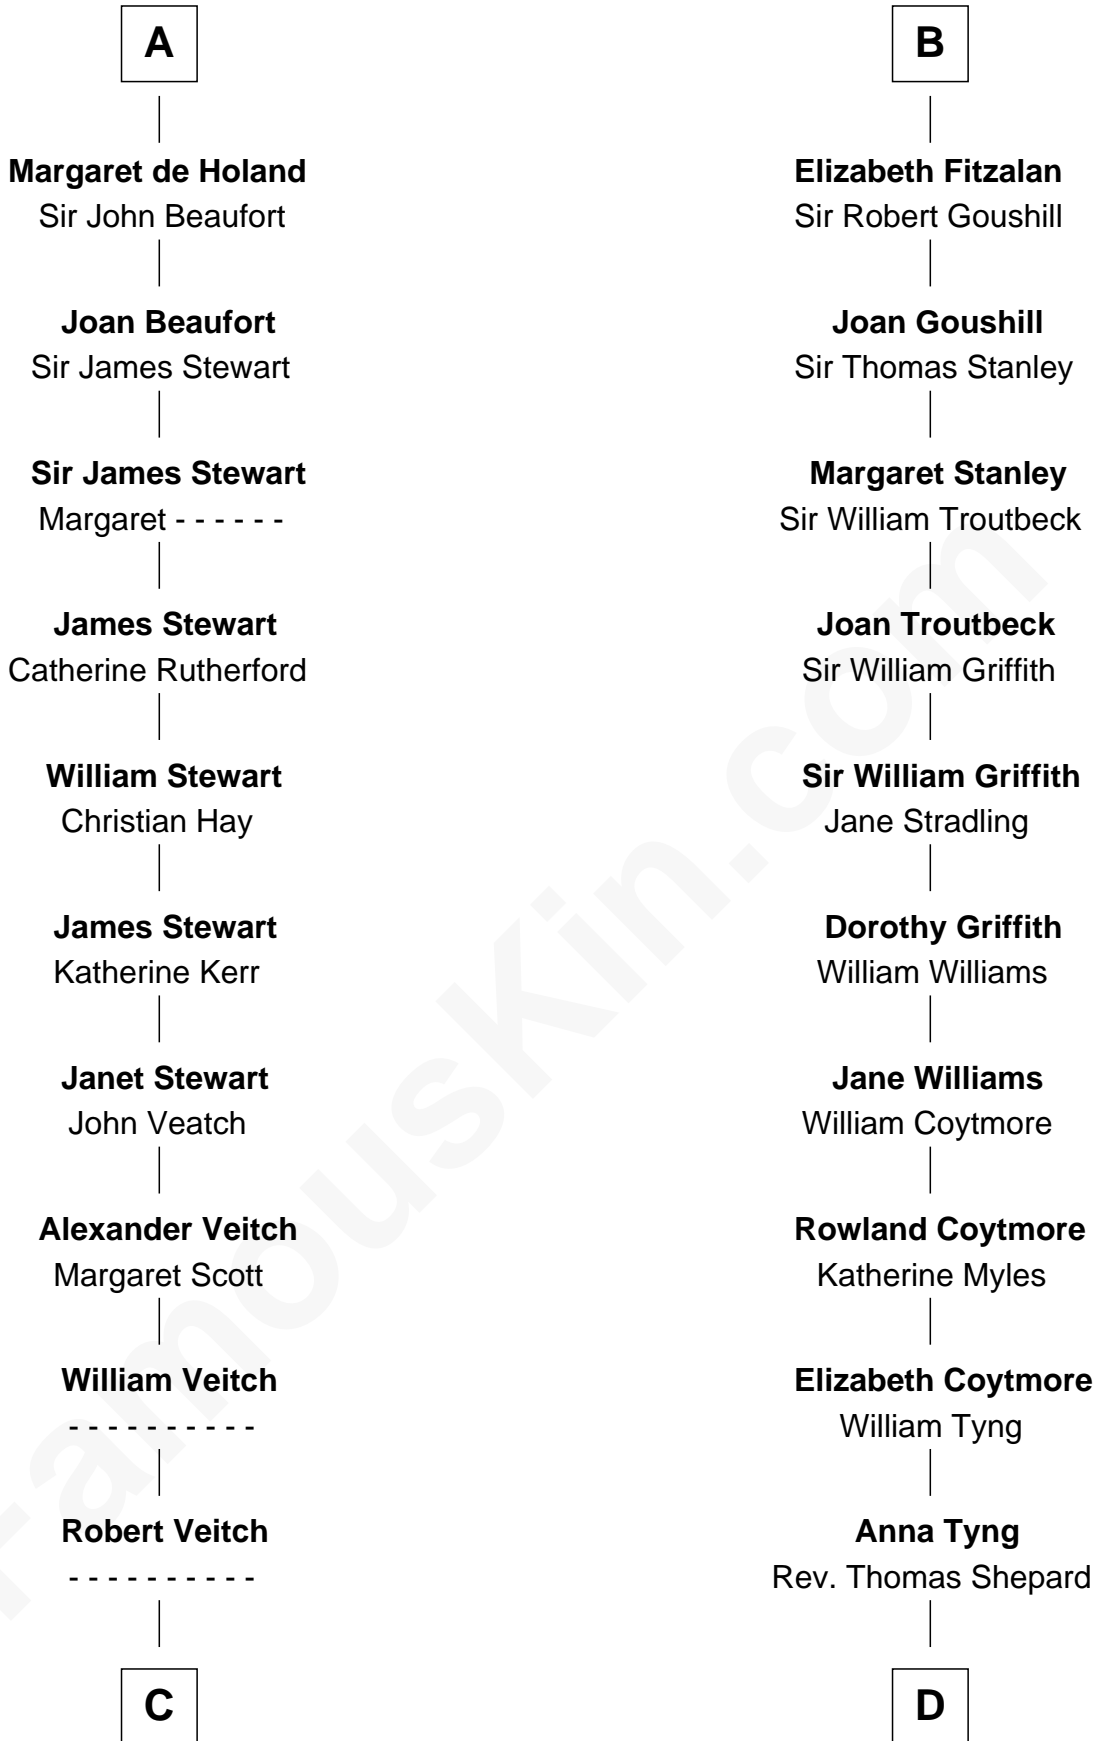 A
Margaret de Holand
Sir John Beaufort
Joan Beaufort
Sir James Stewart
Sir James Stewart
Margaret - - - - - -
James Stewart
Catherine Rutherford
William Stewart
Christian Hay
James Stewart
Katherine Kerr
Janet Stewart
John Veatch
Alexander Veitch
Margaret Scott
William Veitch
- - - - - - - - - -
Robert Veitch
- - - - - - - - - -
C
B
Elizabeth Fitzalan
Sir Robert Goushill
Joan Goushill
Sir Thomas Stanley
Margaret Stanley
Sir William Troutbeck
Joan Troutbeck
Sir William Griffith
Sir William Griffith
Jane Stradling
Dorothy Griffith
William Williams
Jane Williams
William Coytmore
Rowland Coytmore
Katherine Myles
Elizabeth Coytmore
William Tyng
Anna Tyng
Rev. Thomas Shepard
D
FamousKin.com